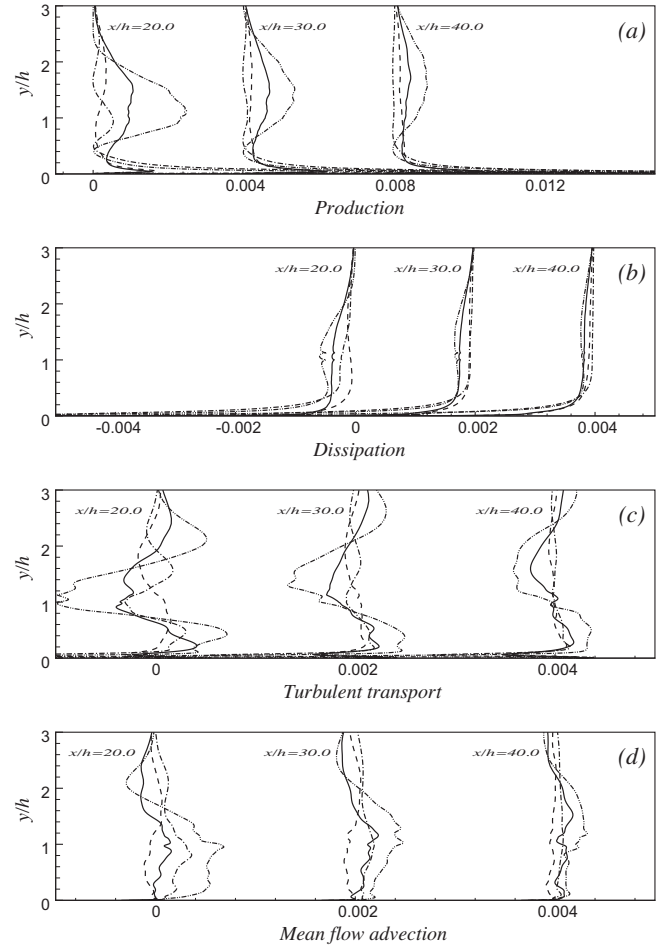 3
x/h=20.0
x/h=30.0
x/h=40.0
(a)
2
y/h
1
0
0
0.004
0.008
0.012
Production
3
x/h=20.0
x/h=30.0
x/h=40.0
(b)
2
y/h
1
0
-0.004
-0.002
0
0.002
0.004
Dissipation
3
x/h=20.0
x/h=30.0
x/h=40.0
(c)
2
y/h
1
0
0
0.002
0.004
Turbulent transport
3
x/h=20.0
x/h=30.0
x/h=40.0
(d)
2
y/h
1
0
0
0.002
0.004
Mean flow advection